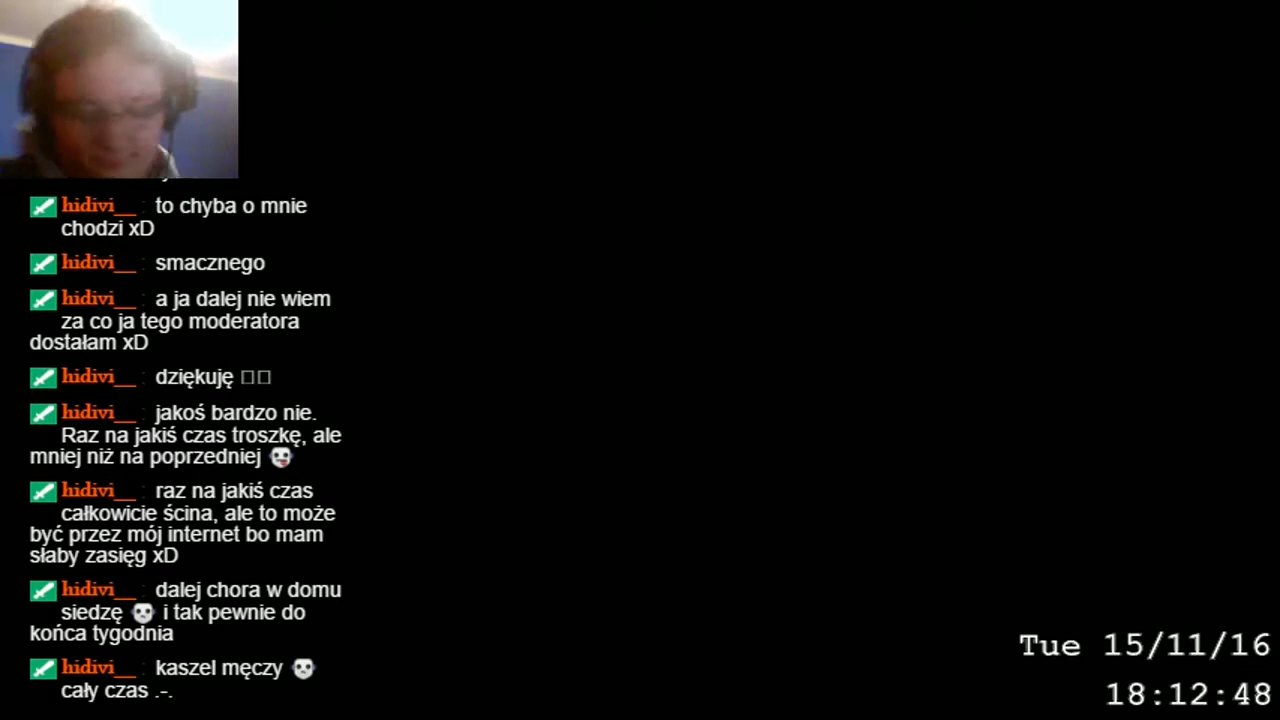 hidivi__ : to chyba o mnie
chodzi xD
hidivi__ : smacznego
hidivi__ : a ja dalej nie wiem
za co ja tego moderatora
dostałam xD
hidivi__ : dziękuję
hidivi__ : jakoś bardzo nie.
Raz na jakiś czas troszkę, ale
mniej niż na poprzedniej
hidivi__ : raz na jakiś czas
całkowicie ścina, ale to może
być przez mój internet bo mam
słaby zasięg xD
hidivi__ : dalej chora w domu
siedzę i tak pewnie do
końca tygodnia
hidivi__ : kaszel męczy
cały czas .-.
Tue 15/11/16
18:12:48